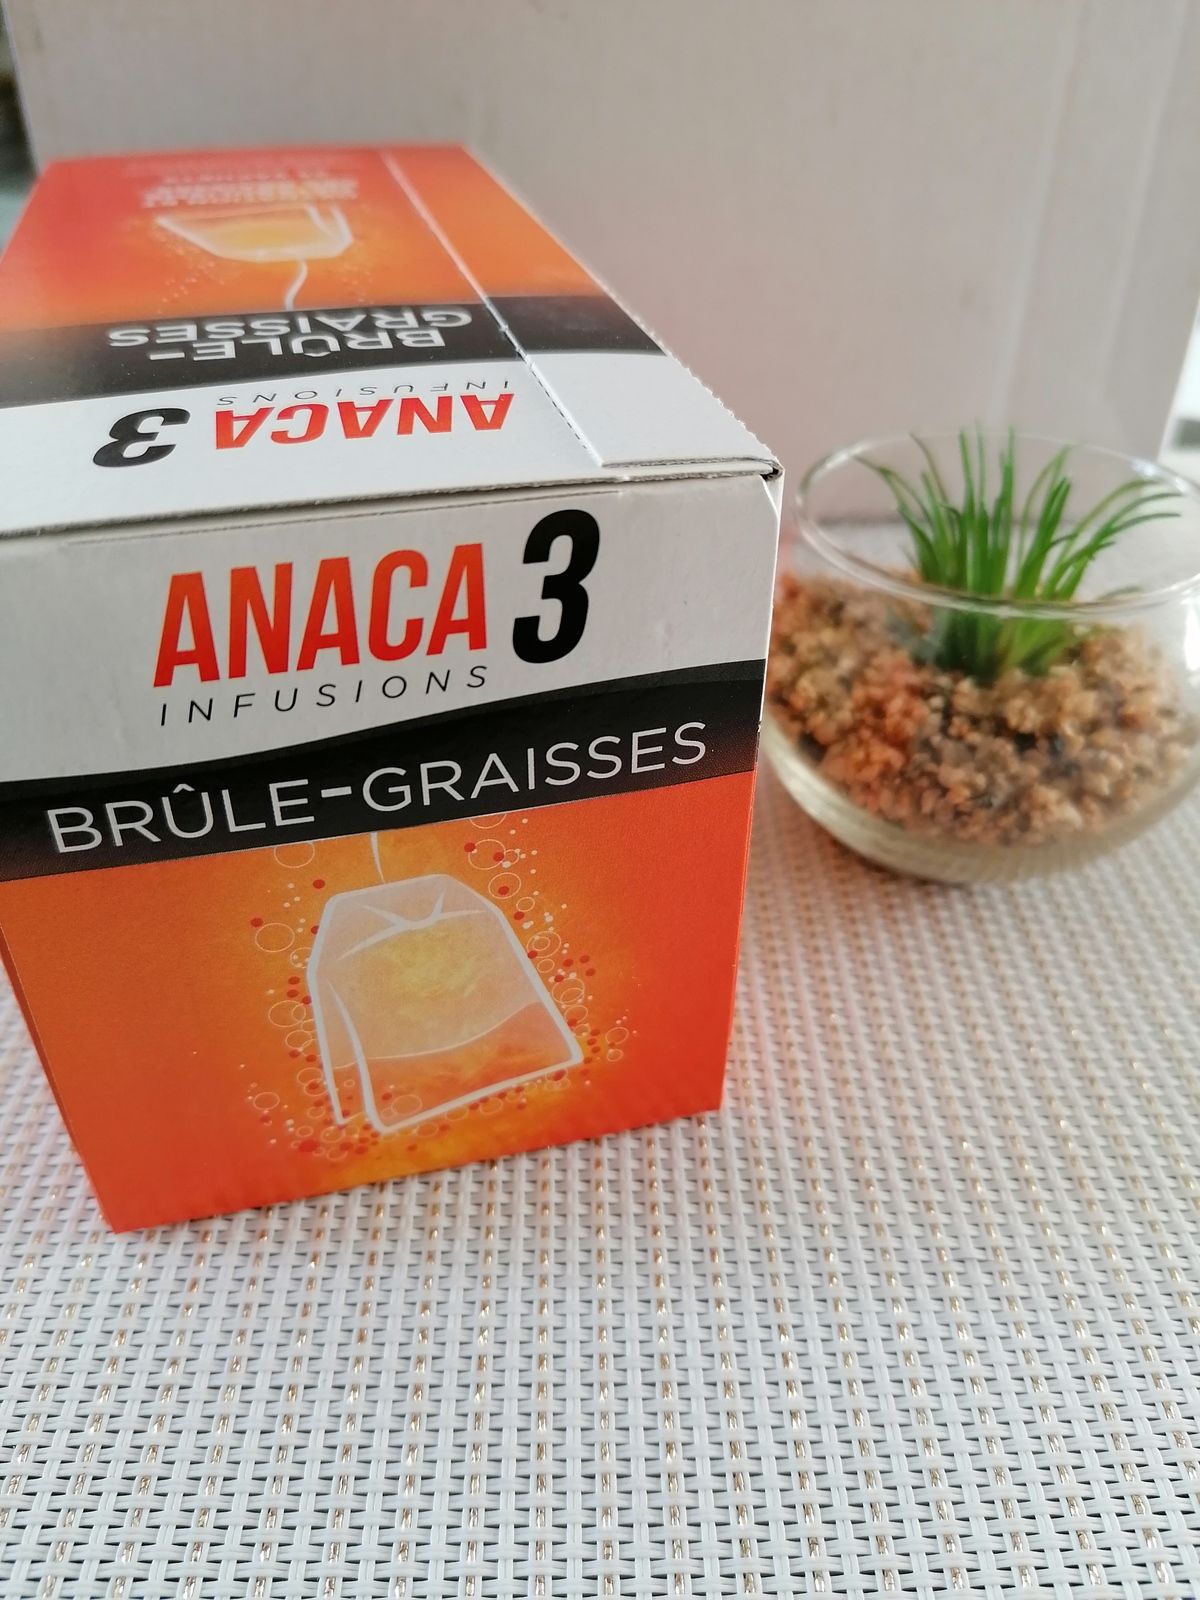 ANACA 3
INFUSIONS
BRÛLE-
GRAISSES
ANACA 3
INFUSIONS
BRÛLE-GRAISSES